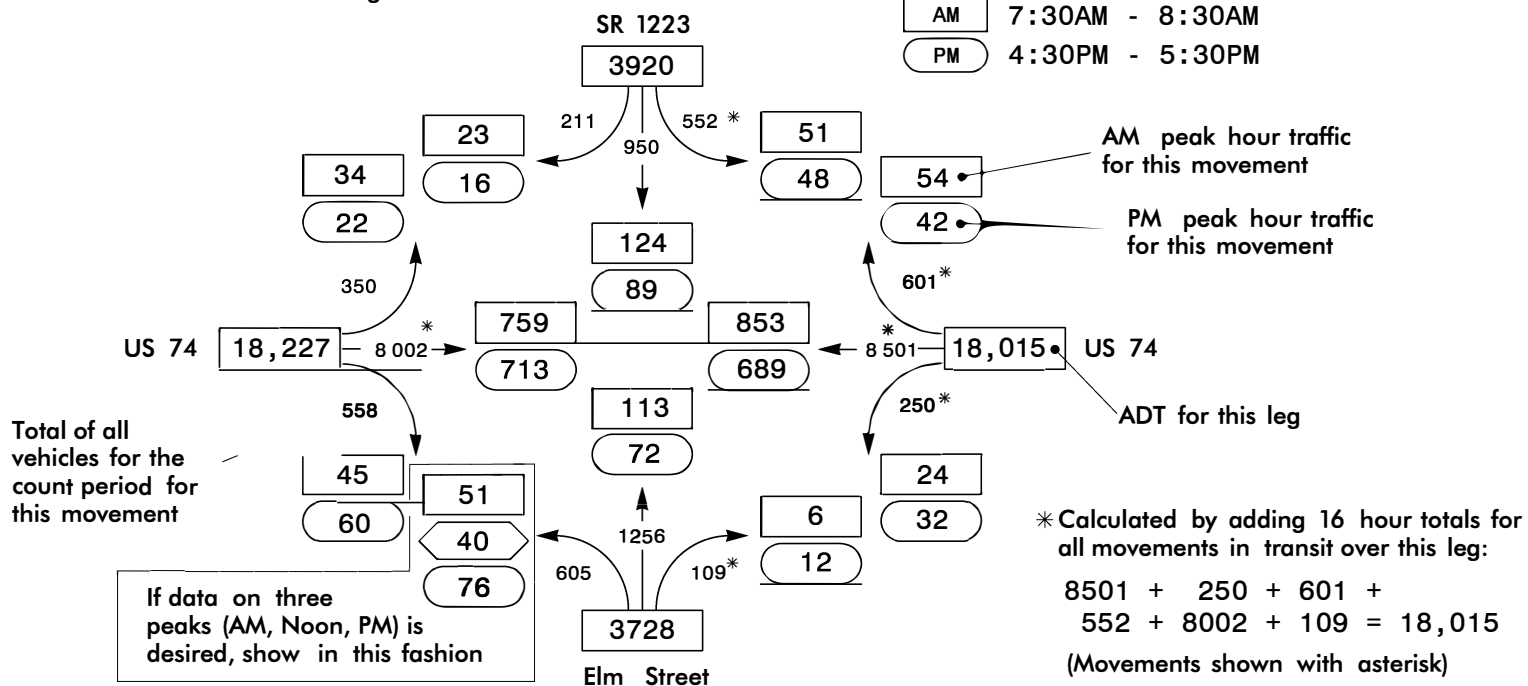 SR 1223
AM 7:30AM - 8:30AM
PM 4:30PM - 5:30PM
3920
211
950
552 *
23
16
51
48
34
22
54
42
AM peak hour traffic
for this movement
PM peak hour traffic
for this movement
124
89
350
601*
US 74
18,227
8 002
*
759
713
853
689
*
8 501
18,015
US 74
ADT for this leg
558
250*
113
72
Total of all
vehicles for the
count period for
this movement
45
60
51
40
76
24
32
6
12
605
1256
109*
If data on three
peaks (AM, Noon, PM) is
desired, show in this fashion
3728
Elm Street
* Calculated by adding 16 hour totals for
all movements in transit over this leg:
8501 + 250 + 601 +
552 + 8002 + 109 = 18,015
(Movements shown with asterisk)